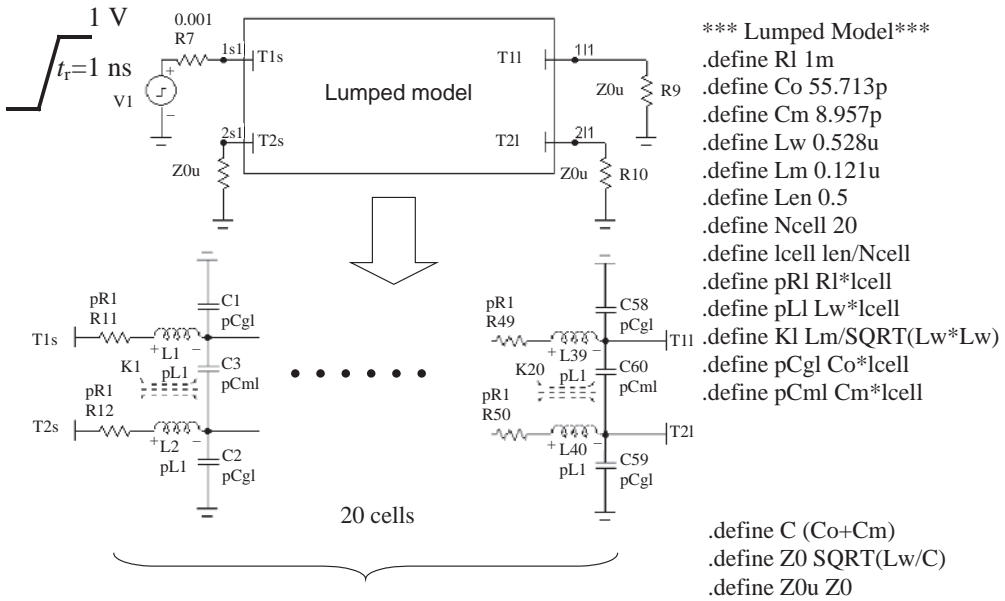 1 V
tr=1 ns
0.001
R7
V1
1s1
T1s
2s1
T2s
Z0u
Lumped model
T1l
1l1
Z0u
R9
T2l
2l1
Z0u
R10
*** Lumped Model***
.define Rl 1m
.define Co 55.713p
.define Cm 8.957p
.define Lw 0.528u
.define Lm 0.121u
.define Len 0.5
.define Ncell 20
.define lcell len/Ncell
.define pRl Rl*lcell
.define pLl Lw*lcell
.define Kl Lm/SQRT(Lw*Lw)
.define pCgl Co*lcell
.define pCml Cm*lcell
C1
pCgl
pR1
R11
T1s
+ L1 −
pL1
K1
C3
pCml
pR1
R12
T2s
+ L2 −
pL1
C2
pCgl
C58
pCgl
pR1
R49
T1l
+ L39 −
pL1
K20
C60
pCml
pR1
R50
T2l
+ L40 −
pL1
C59
pCgl
20 cells
.define C (Co+Cm)
.define Z0 SQRT(Lw/C)
.define Z0u Z0